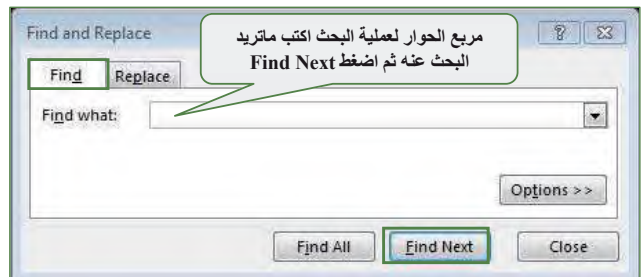 Find and Replace
مربع الحوار لعملية البحث اكتب ماتريد
البحث عنه ثم اضغط Find Next
Find Replace
Find what:
Options >>
Find All Find Next Close